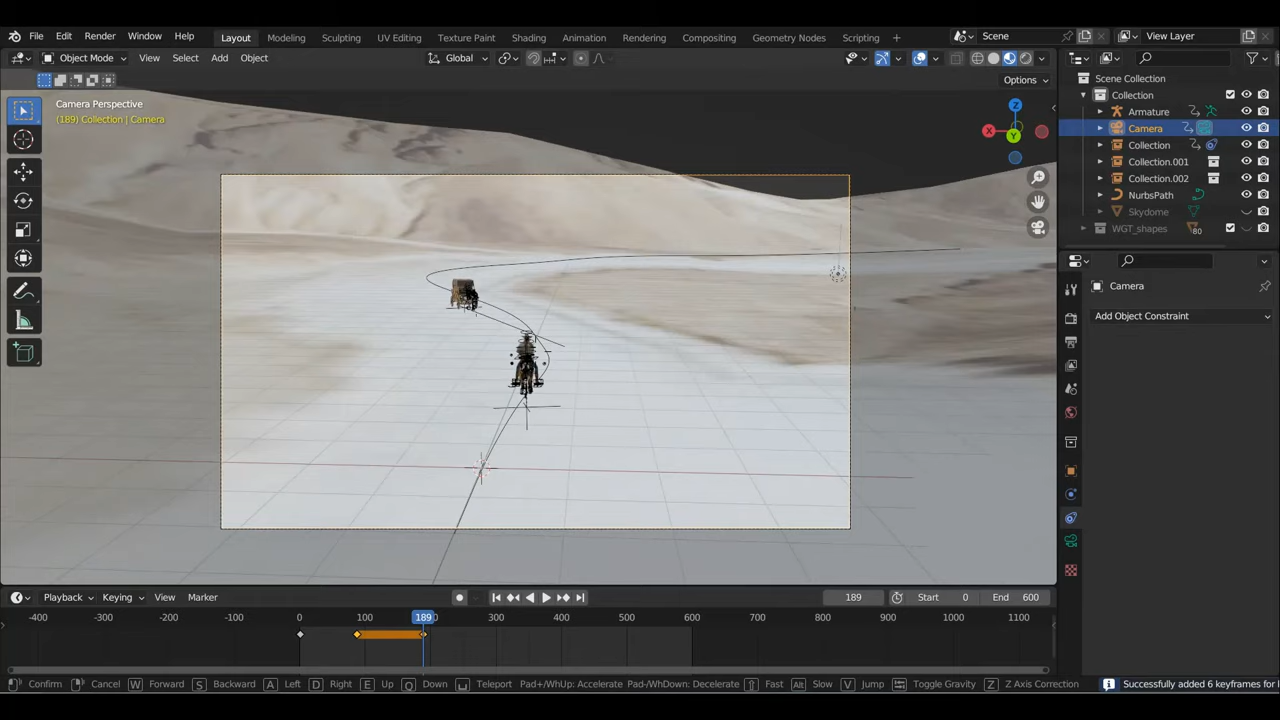 File Edit Render Window Help Layout Modeling Sculpting UV Editing Texture Paint Shading Animation Rendering Compositing Geometry Nodes Scripting + Scene View Layer
Object Mode View Select Add Object Global
Options
Camera Perspective
(189) Collection | Camera
Z
X
Y
Scene Collection
Collection
Armature
Camera
Collection
Collection.001
Collection.002
NurbsPath
Skydome
WGT_shapes 80
Camera
Add Object Constraint
Playback Keying View Marker 189 Start 0 End 600
-400 -300 -200 -100 0 100 189 300 400 500 600 700 800 900 1000 1100
Confirm Cancel W Forward S Backward A Left D Right E Up Q Down Teleport Pad+/WhUp: Accelerate Pad-/WhDown: Decelerate Fast Alt Slow V Jump Toggle Gravity Z Z Axis Correction Successfully added 6 keyframes for